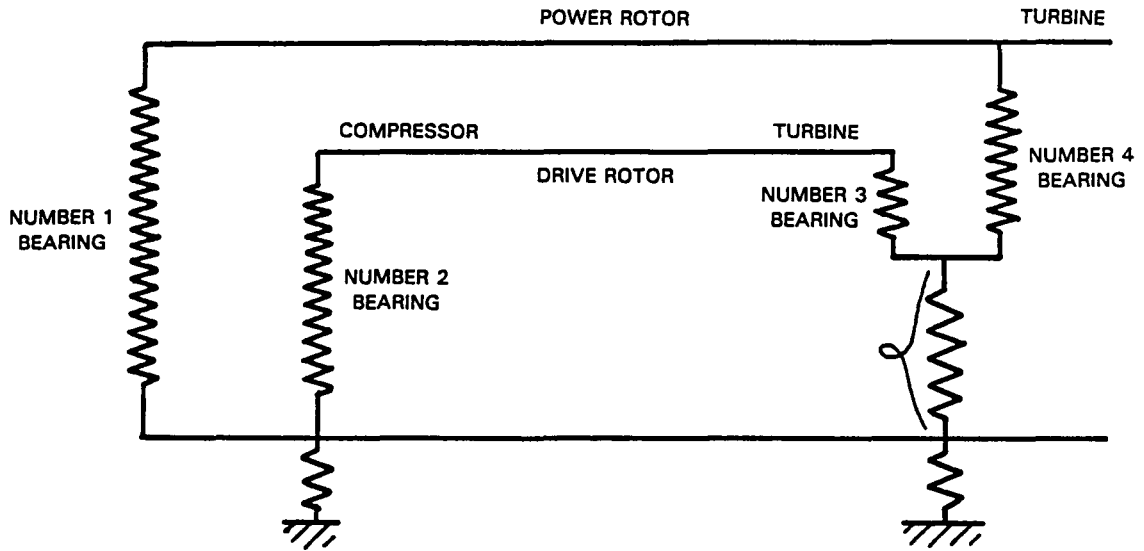 POWER ROTOR
TURBINE
COMPRESSOR
TURBINE
DRIVE ROTOR
NUMBER 1
BEARING
NUMBER 2
BEARING
NUMBER 3
BEARING
NUMBER 4
BEARING